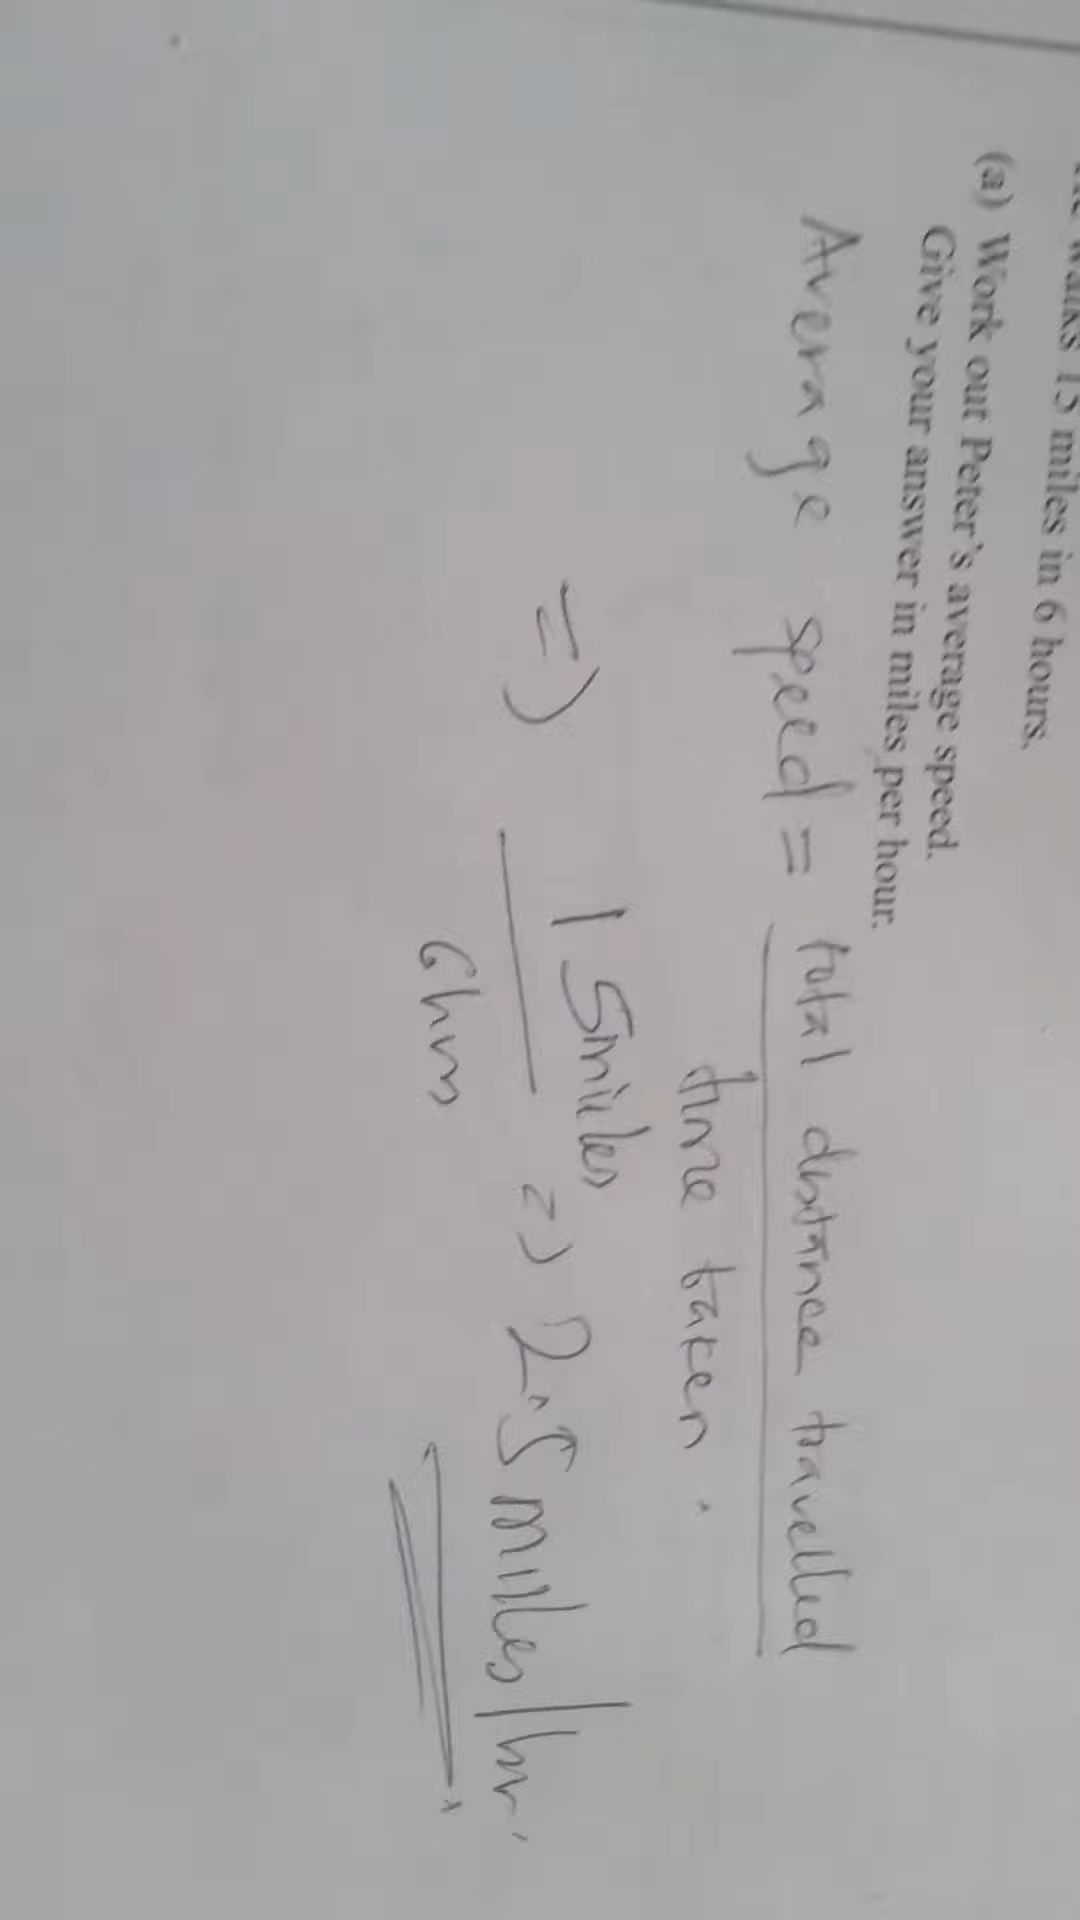 walks 15 miles in 6 hours.
(a) Work out Peter's average speed.
Give your answer in miles per hour.
Average speed = total distance travelled
time taken.
=> 15miles => 2.5 miles/hr.
6hrs